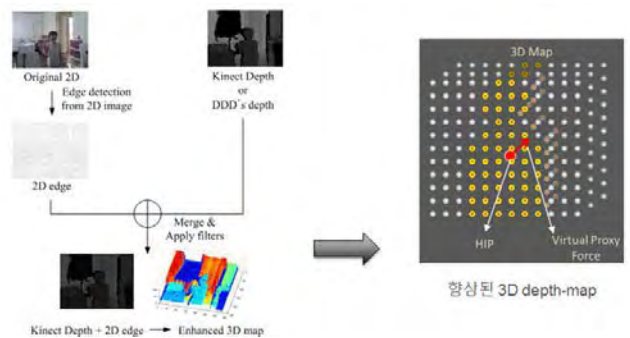 Original 2D
Edge detection
from 2D image
Kinect Depth
or
DDD's depth
2D edge
Merge &
Apply filters
Kinect Depth + 2D edge
Enhanced 3D map
3D Map
HIP
Virtual Proxy
Force
향상된 3D depth-map